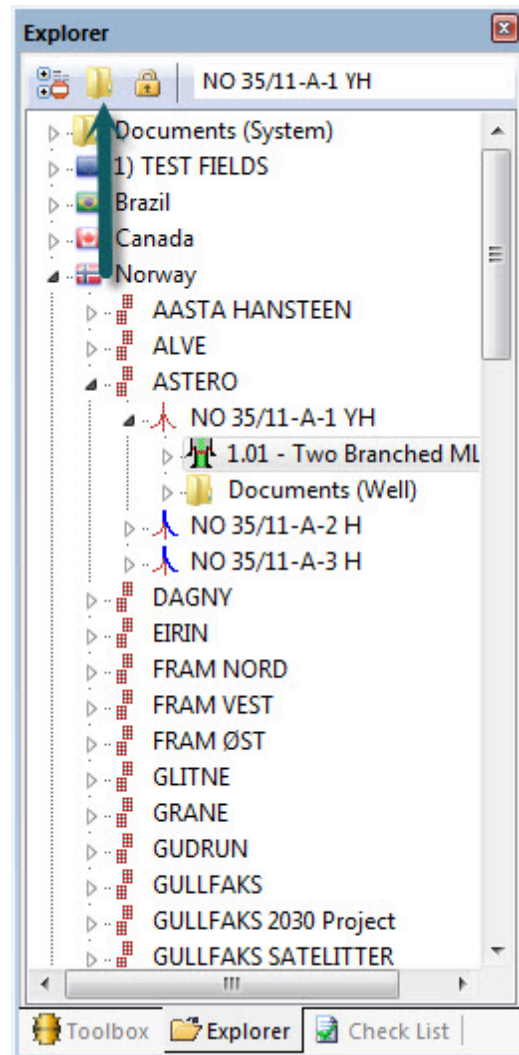 Explorer
NO 35/11-A-1 YH
Documents (System)
1) TEST FIELDS
Brazil
Canada
Norway
AASTA HANSTEEN
ALVE
ASTERO
NO 35/11-A-1 YH
1.01 - Two Branched ML
Documents (Well)
NO 35/11-A-2 H
NO 35/11-A-3 H
DAGNY
EIRIN
FRAM NORD
FRAM VEST
FRAM ØST
GLITNE
GRANE
GUDRUN
GULLFAKS
GULLFAKS 2030 Project
GULLFAKS SATELITTER
Toolbox Explorer Check List